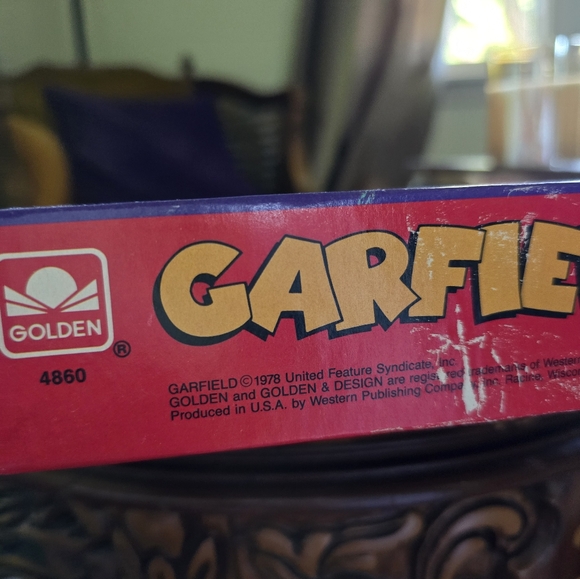 GARFIE
GOLDEN ®
4860
GARFIELD © 1978 United Feature Syndicate, Inc.
GOLDEN and GOLDEN & DESIGN are registered trademarks of Western
Produced in U.S.A. by Western Publishing Company, Inc. Racine, Wisco